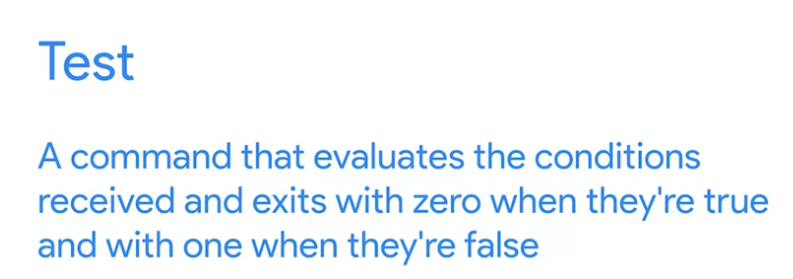 Test
A command that evaluates the conditions
received and exits with zero when they're true
and with one when they're false